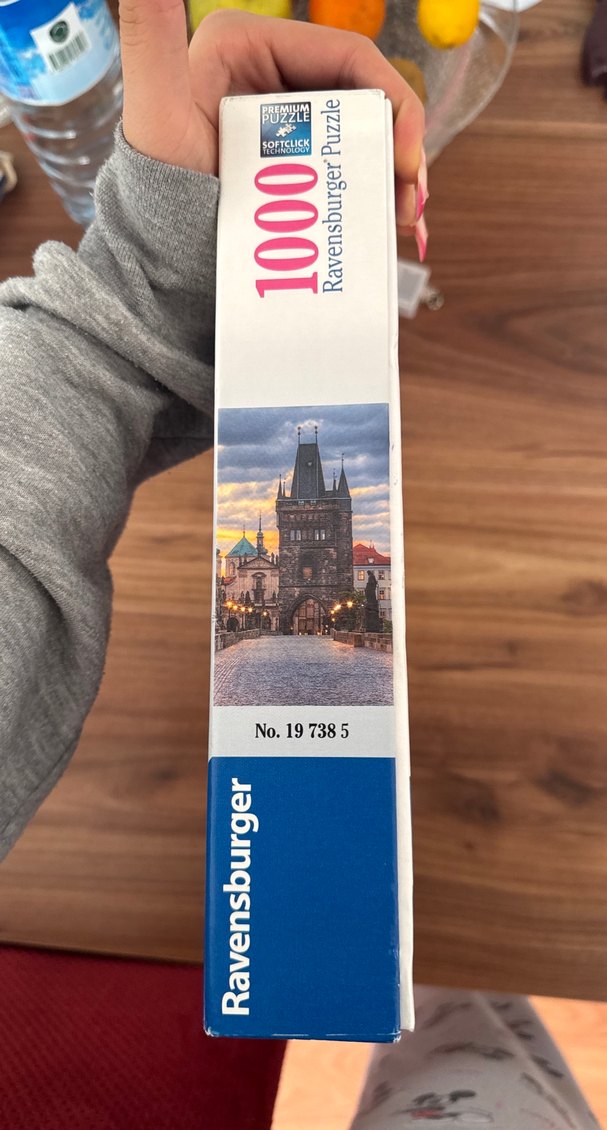 PREMIUM
PUZZLE
SOFTCLICK
TECHNOLOGY
1000
Ravensburger® Puzzle
No. 19 738 5
Ravensburger